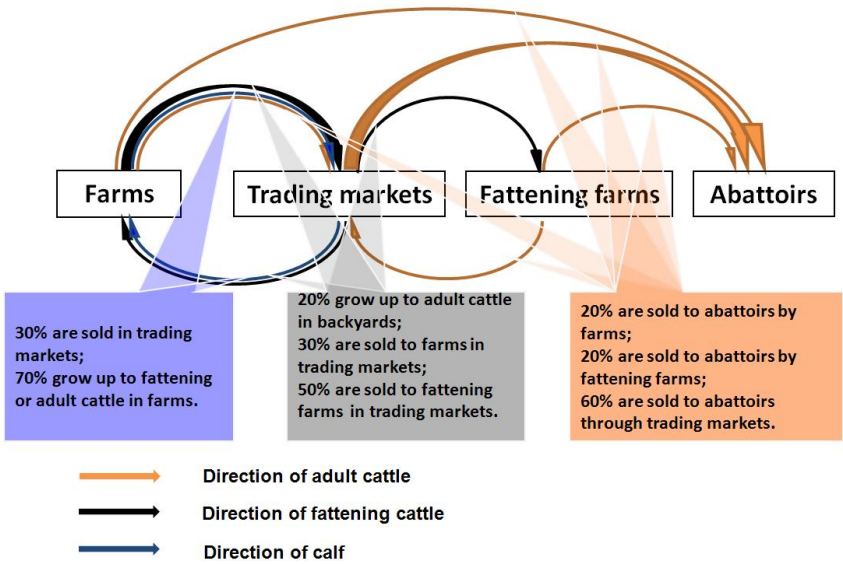 Farms
Trading markets
Fattening farms
Abattoirs
30% are sold in trading
markets;
70% grow up to fattening
or adult cattle in farms.
20% grow up to adult cattle
in backyards;
30% are sold to farms in
trading markets;
50% are sold to fattening
farms in trading markets.
20% are sold to abattoirs by
farms;
20% are sold to abattoirs by
fattening farms;
60% are sold to abattoirs
through trading markets.
Direction of adult cattle
Direction of fattening cattle
Direction of calf